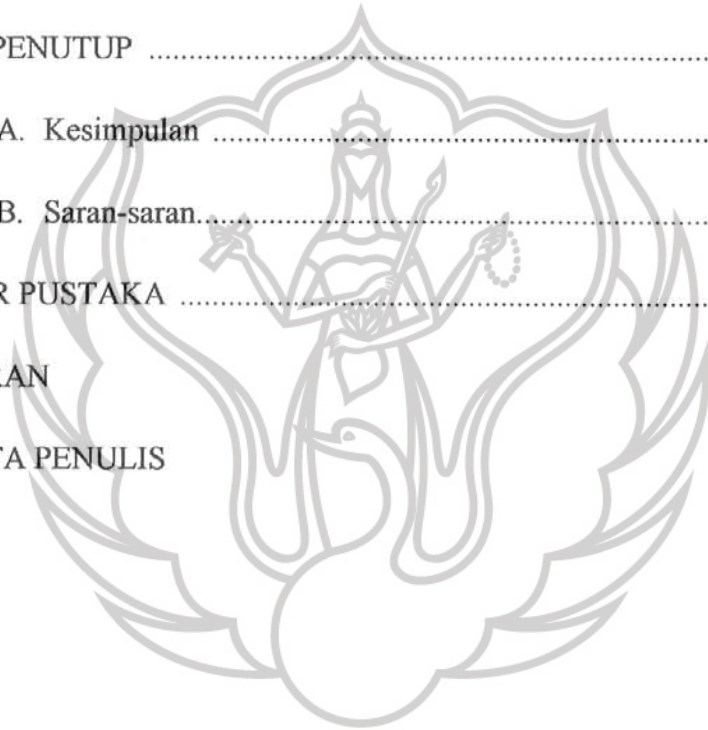 PENUTUP ..........................................................................
A. Kesimpulan ................................................................
B. Saran-saran...................................................................
R PUSTAKA .....................................................................
RAN
TA PENULIS